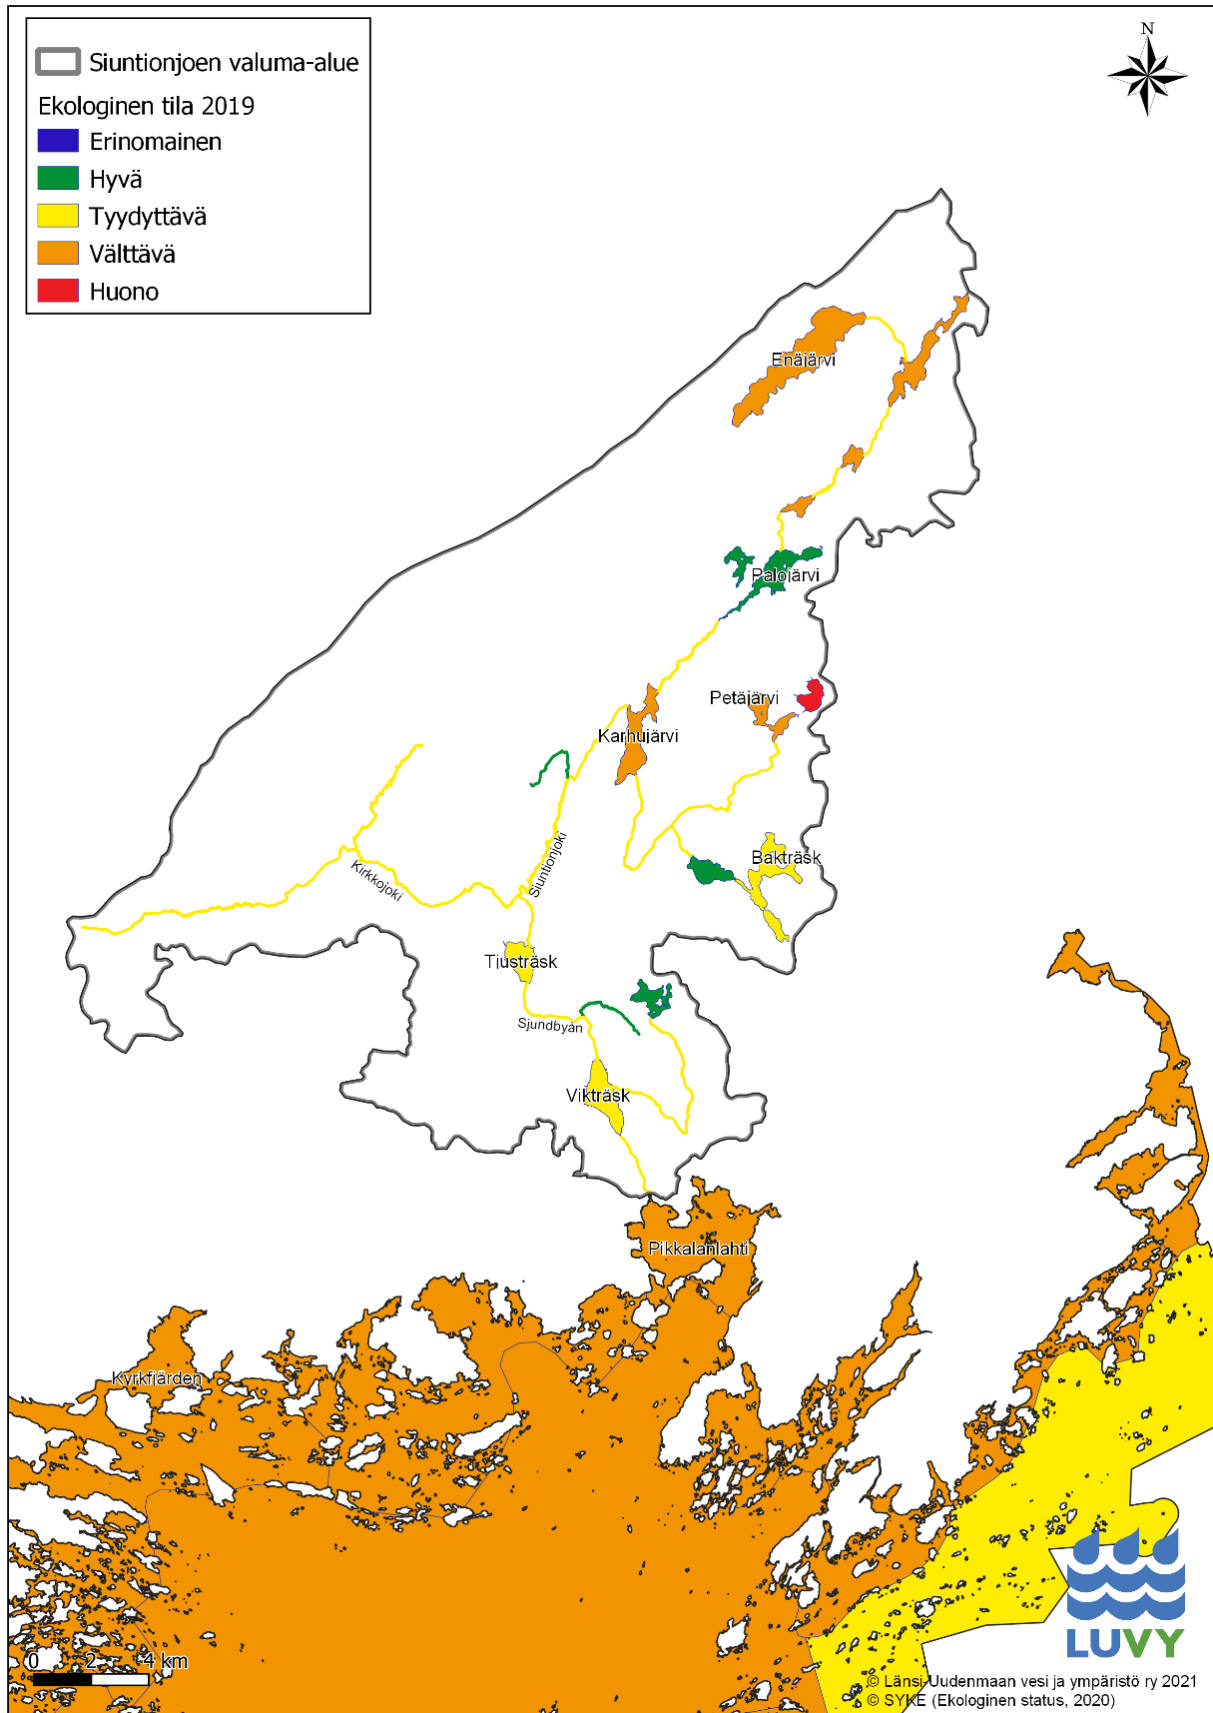 Siuntionjoen valuma-alue
Ekologinen tila 2019
Erinomainen
Hyvä
Tyydyttävä
Välttävä
Huono
N
Enäjärvi
Palojärvi
Petäjärvi
Karhujärvi
Siuntionjoki
Bakträsk
Kirkkojoki
Tjusträsk
Sjundbyån
Vikträsk
Pikkalanlahti
Kyrkfjärden
0 2 4 km
LUVY
© Länsi-Uudenmaan vesi ja ympäristö ry 2021
© SYKE (Ekologinen status, 2020)